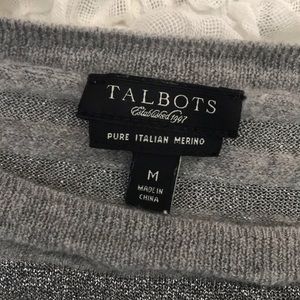 TALBOTS
Established 1947
PURE ITALIAN MERINO
M
MADE IN
CHINA